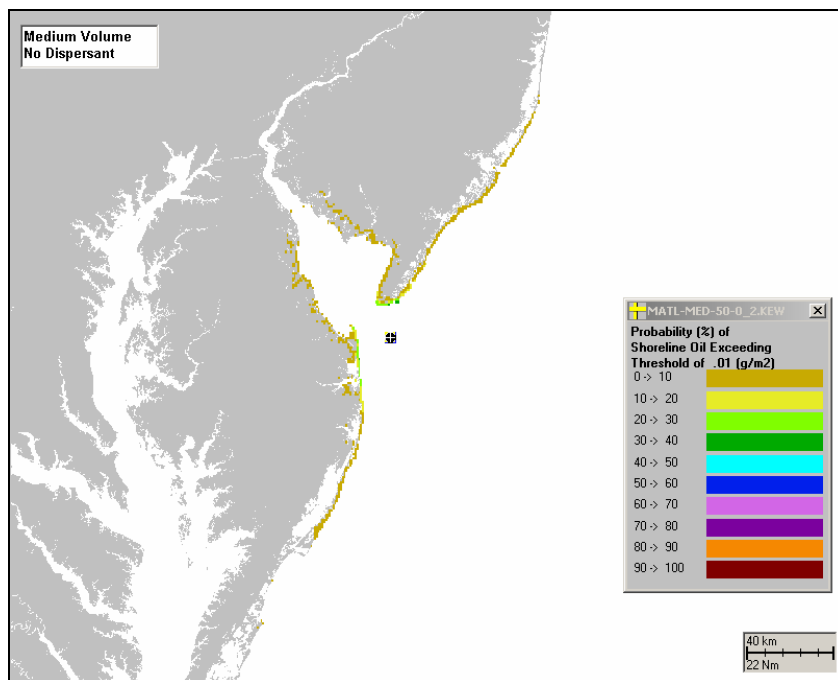 Medium Volume
No Dispersant
MATL-MED-50-0_2.KEW
Probability (%) of
Shoreline Oil Exceeding
Threshold of .01 (g/m2)
0 -> 10
10 -> 20
20 -> 30
30 -> 40
40 -> 50
50 -> 60
60 -> 70
70 -> 80
80 -> 90
90 -> 100
40 km
22 Nm